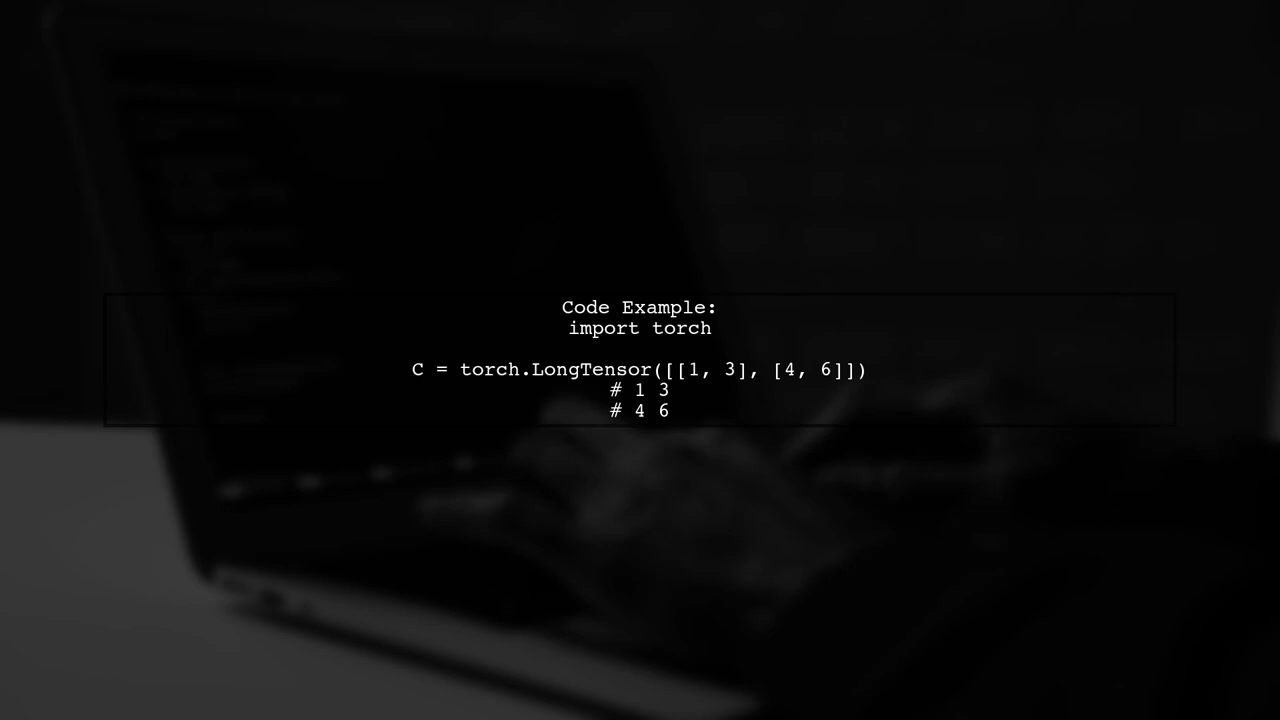 Code Example:
import torch
C = torch.LongTensor([[1, 3], [4, 6]])
# 1 3
# 4 6